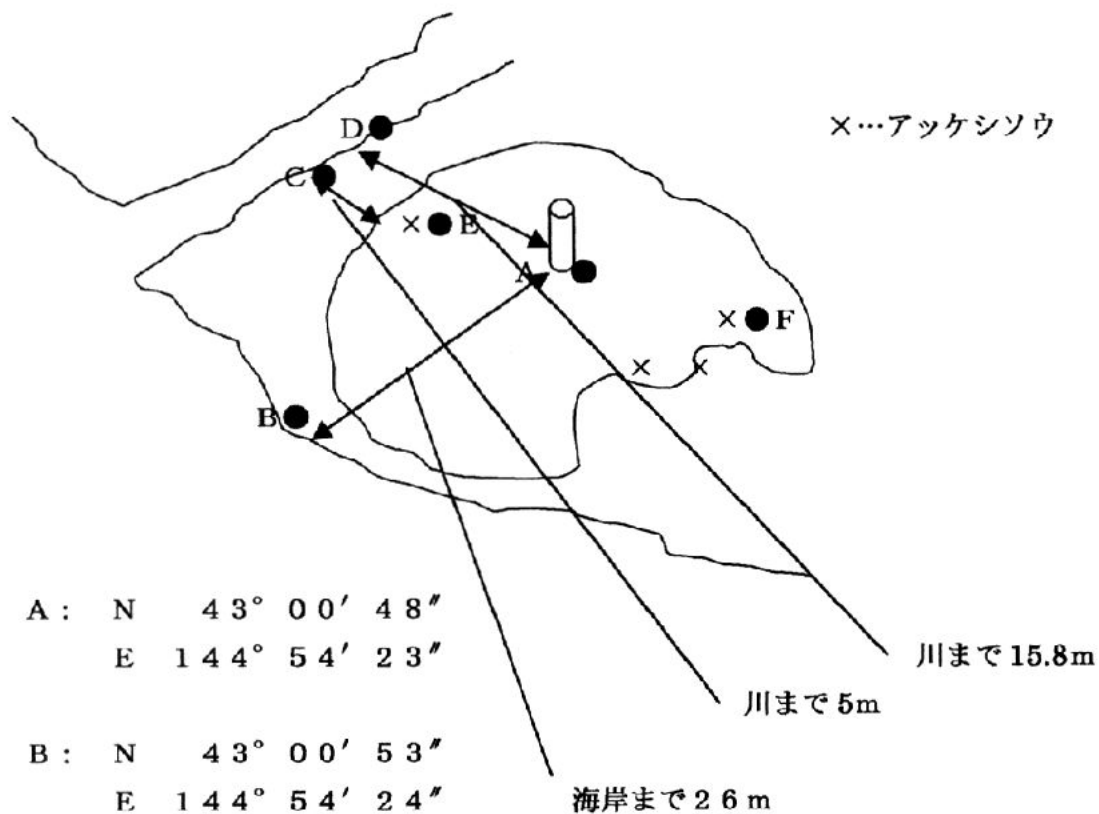 ×…アッケシソウ
D
C
E
A
F
B
A: N 43° 00′ 48″
E 144° 54′ 23″
B: N 43° 00′ 53″
E 144° 54′ 24″
川まで15.8m
川まで5m
海岸まで26m